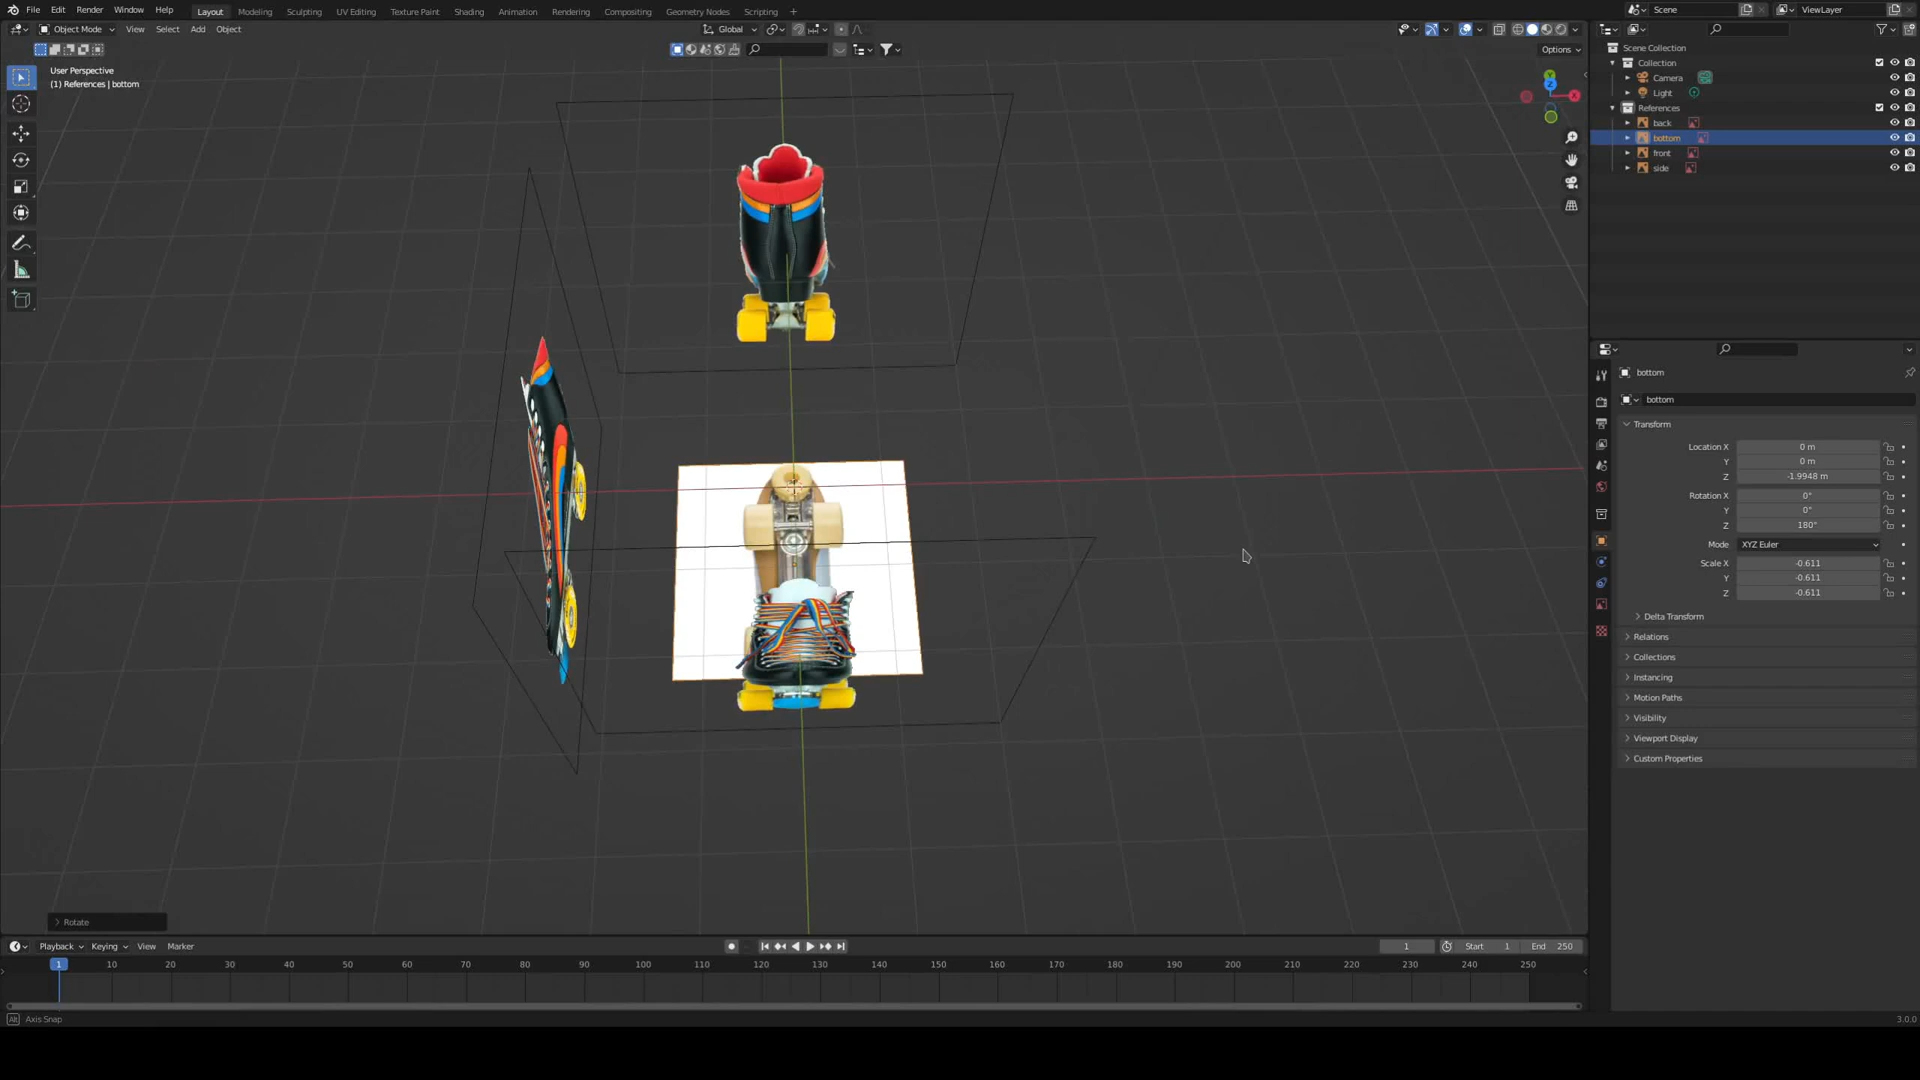 File Edit Render Window Help Layout Modeling Sculpting UV Editing Texture Paint Shading Animation Rendering Compositing Geometry Nodes Scripting + Scene ViewLayer
Object Mode View Select Add Object Global
Options
User Perspective
(1) References | bottom
Y
Z
X
Scene Collection
Collection
Camera
Light
References
back
bottom
front
side
bottom
bottom
Transform
Location X 0 m
Y 0 m
Z -1.9948 m
Rotation X 0°
Y 0°
Z 180°
Mode XYZ Euler
Scale X -0.611
Y -0.611
Z -0.611
Delta Transform
Relations
Collections
Instancing
Motion Paths
Visibility
Viewport Display
Custom Properties
Rotate
Playback Keying View Marker 1 Start 1 End 250
1 10 20 30 40 50 60 70 80 90 100 110 120 130 140 150 160 170 180 190 200 210 220 230 240 250
Alt Axis Snap 3.0.0